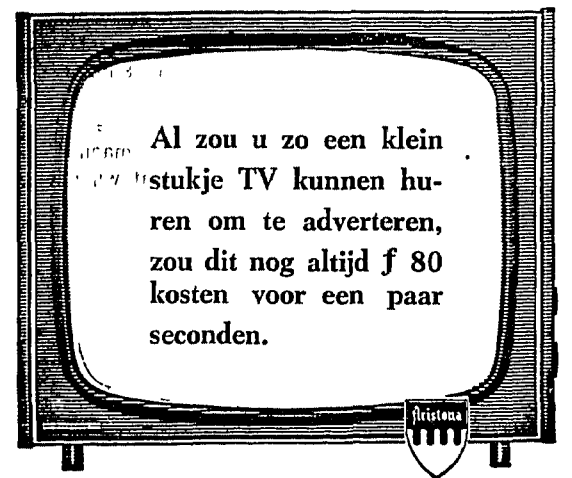 Al zou u zo een klein
stukje TV kunnen hu-
ren om te adverteren,
zou dit nog altijd ƒ 80
kosten voor een paar
seconden.
Aristona